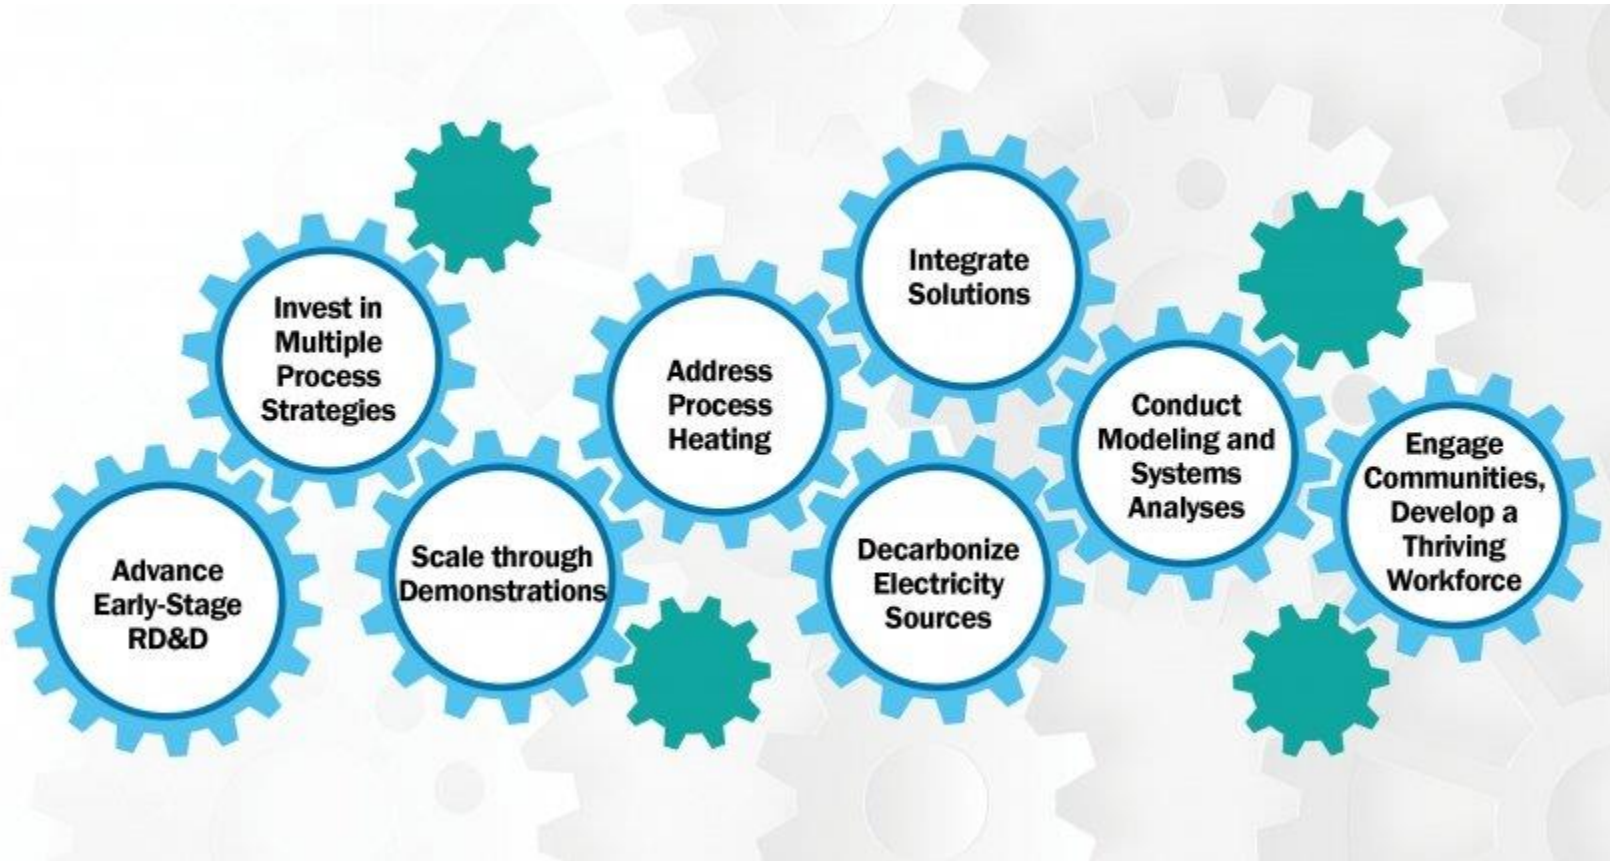 Advance
Early-Stage
RD&D
Invest in
Multiple
Process
Strategies
Scale through
Demonstrations
Address
Process
Heating
Integrate
Solutions
Decarbonize
Electricity
Sources
Conduct
Modeling and
Systems
Analyses
Engage
Communities,
Develop a
Thriving
Workforce